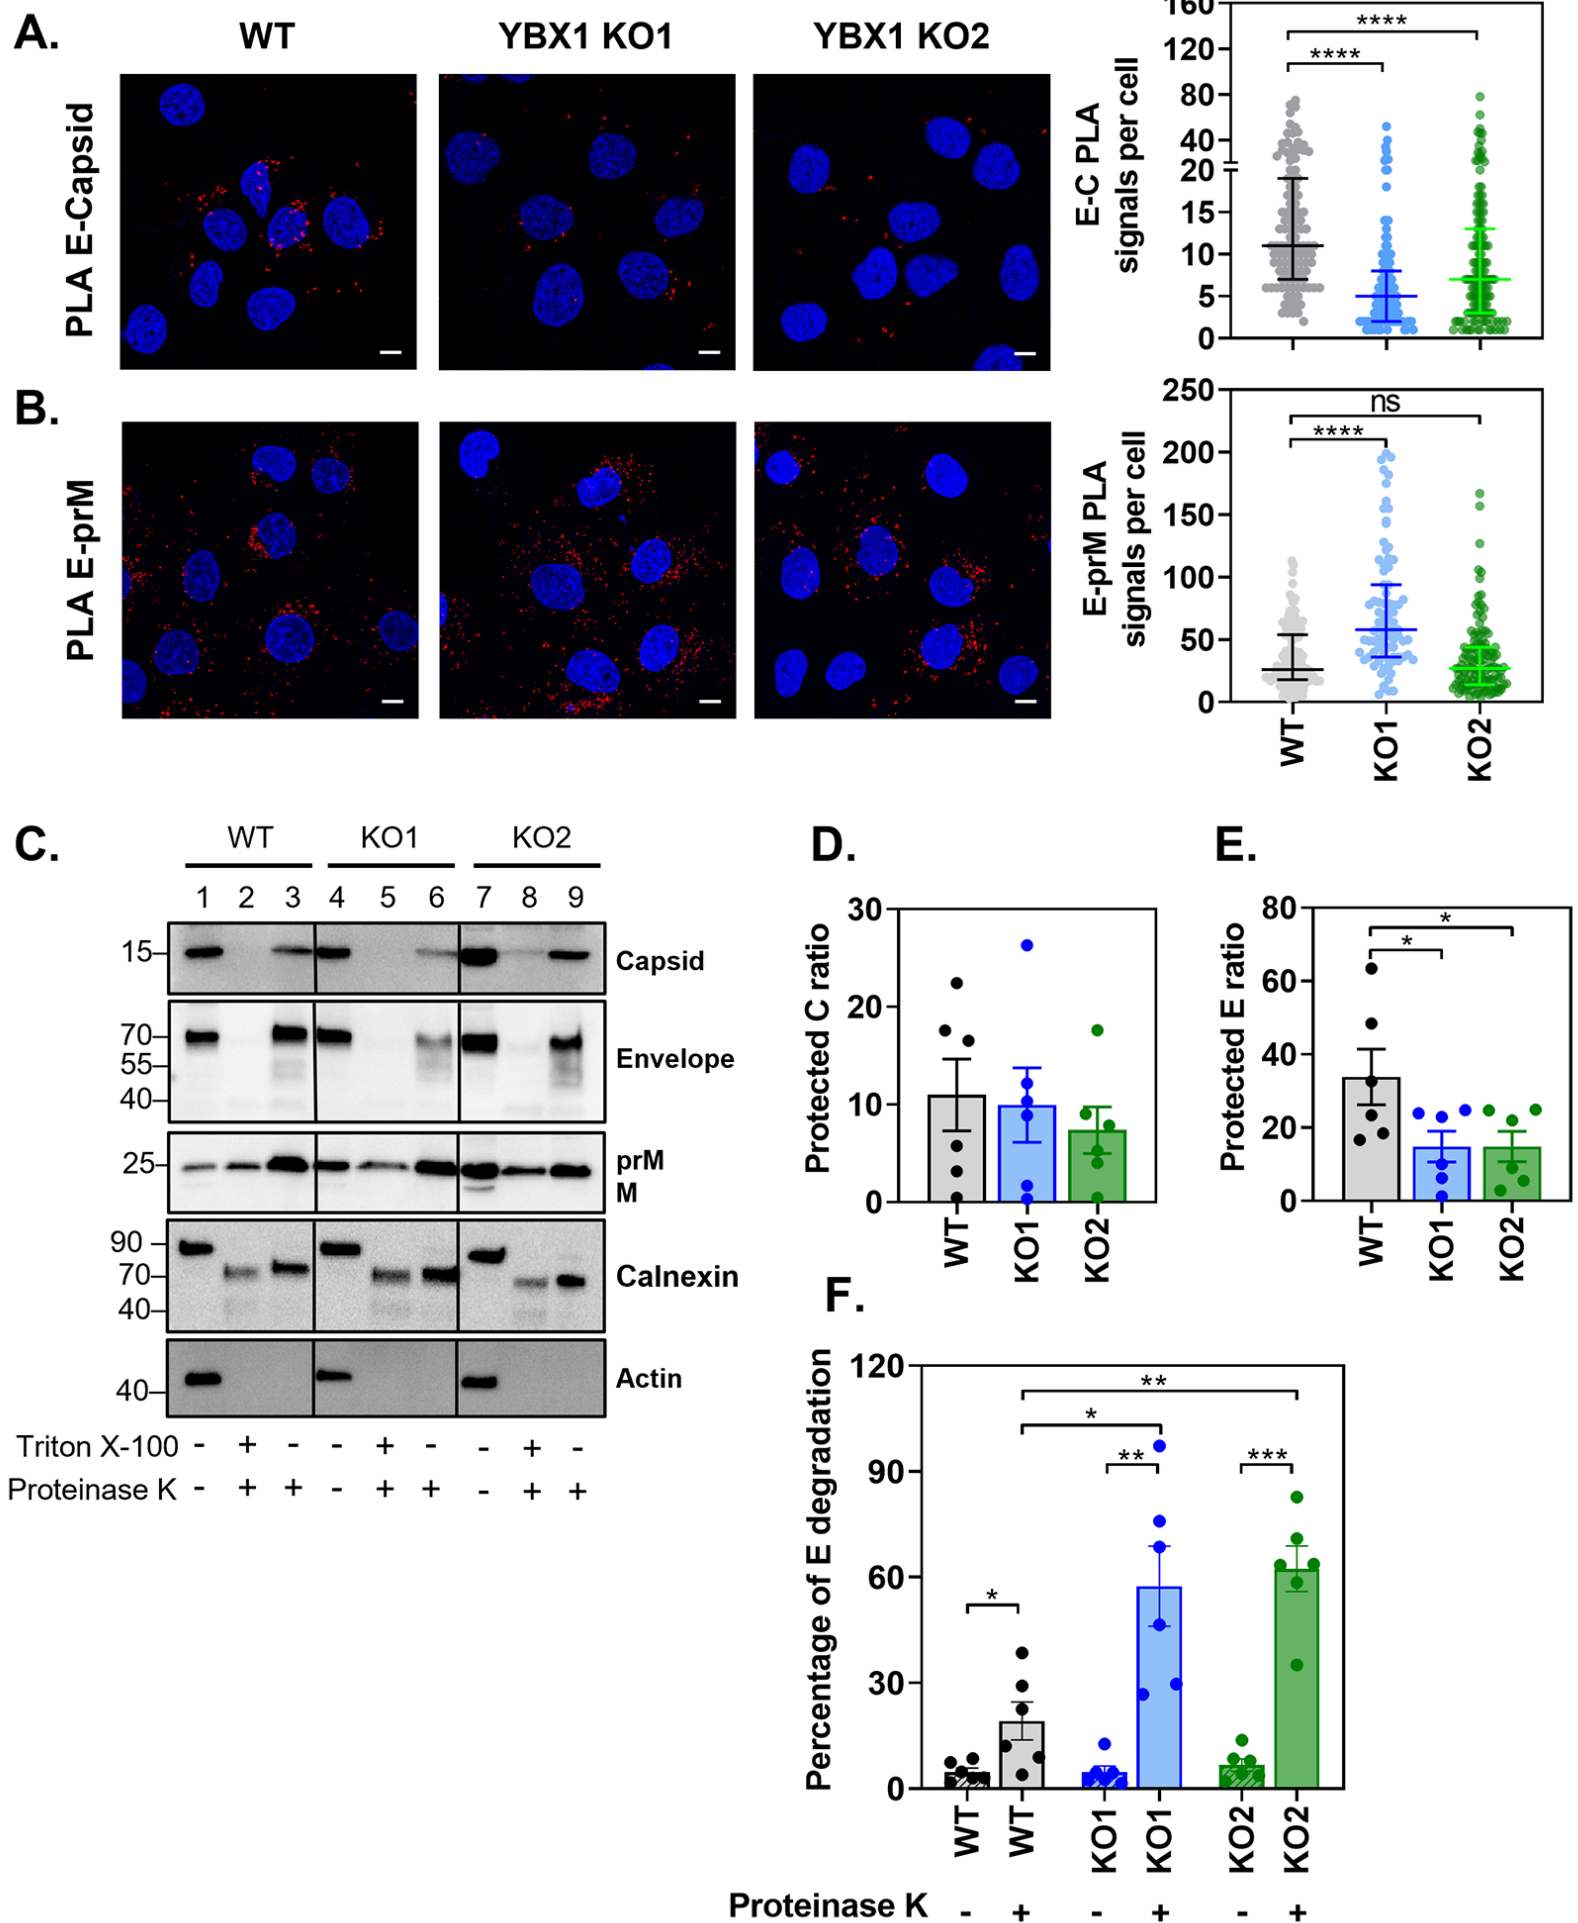 A.
WT
YBX1 KO1
YBX1 KO2
PLA E-Capsid
E-C PLA
signals per cell
160
120
80
40
20
15
10
5
0
****
****
B.
PLA E-prM
E-prM PLA
signals per cell
250
200
150
100
50
0
ns
****
WT
KO1
KO2
C.
WT
KO1
KO2
1 2 3 4 5 6 7 8 9
15
Capsid
70
55
40
Envelope
25
prM
M
90
70
40
Calnexin
40
Actin
Triton X-100 - + - - + - - + -
Proteinase K - + + - + + - + +
D.
Protected C ratio
30
20
10
0
WT
KO1
KO2
E.
Protected E ratio
80
60
40
20
0
*
*
WT
KO1
KO2
F.
Percentage of E degradation
120
90
60
30
0
**
*
**
***
*
WT
WT
KO1
KO1
KO2
KO2
Proteinase K - + - + - +